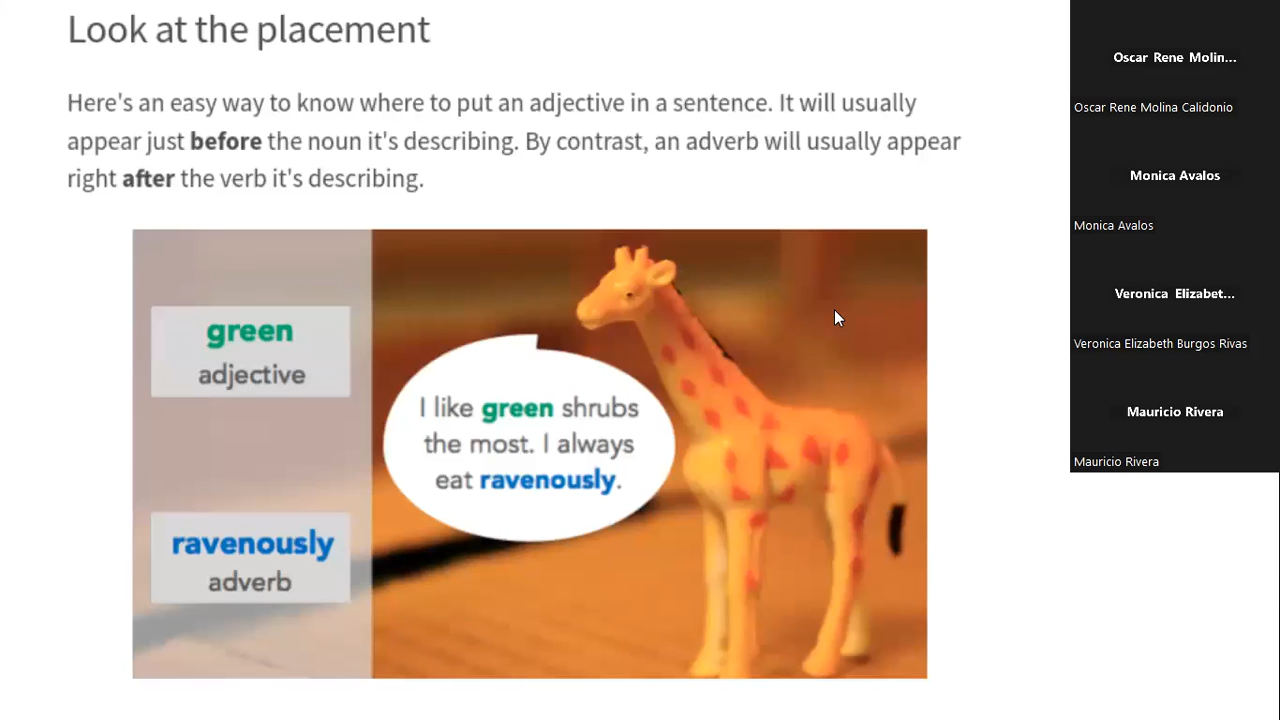 Look at the placement
Here's an easy way to know where to put an adjective in a sentence. It will usually
appear just before the noun it's describing. By contrast, an adverb will usually appear
right after the verb it's describing.
green
adjective
I like green shrubs
the most. I always
eat ravenously.
ravenously
adverb
Oscar Rene Molin...
Oscar Rene Molina Calidonio
Monica Avalos
Monica Avalos
Veronica Elizabet...
Veronica Elizabeth Burgos Rivas
Mauricio Rivera
Mauricio Rivera